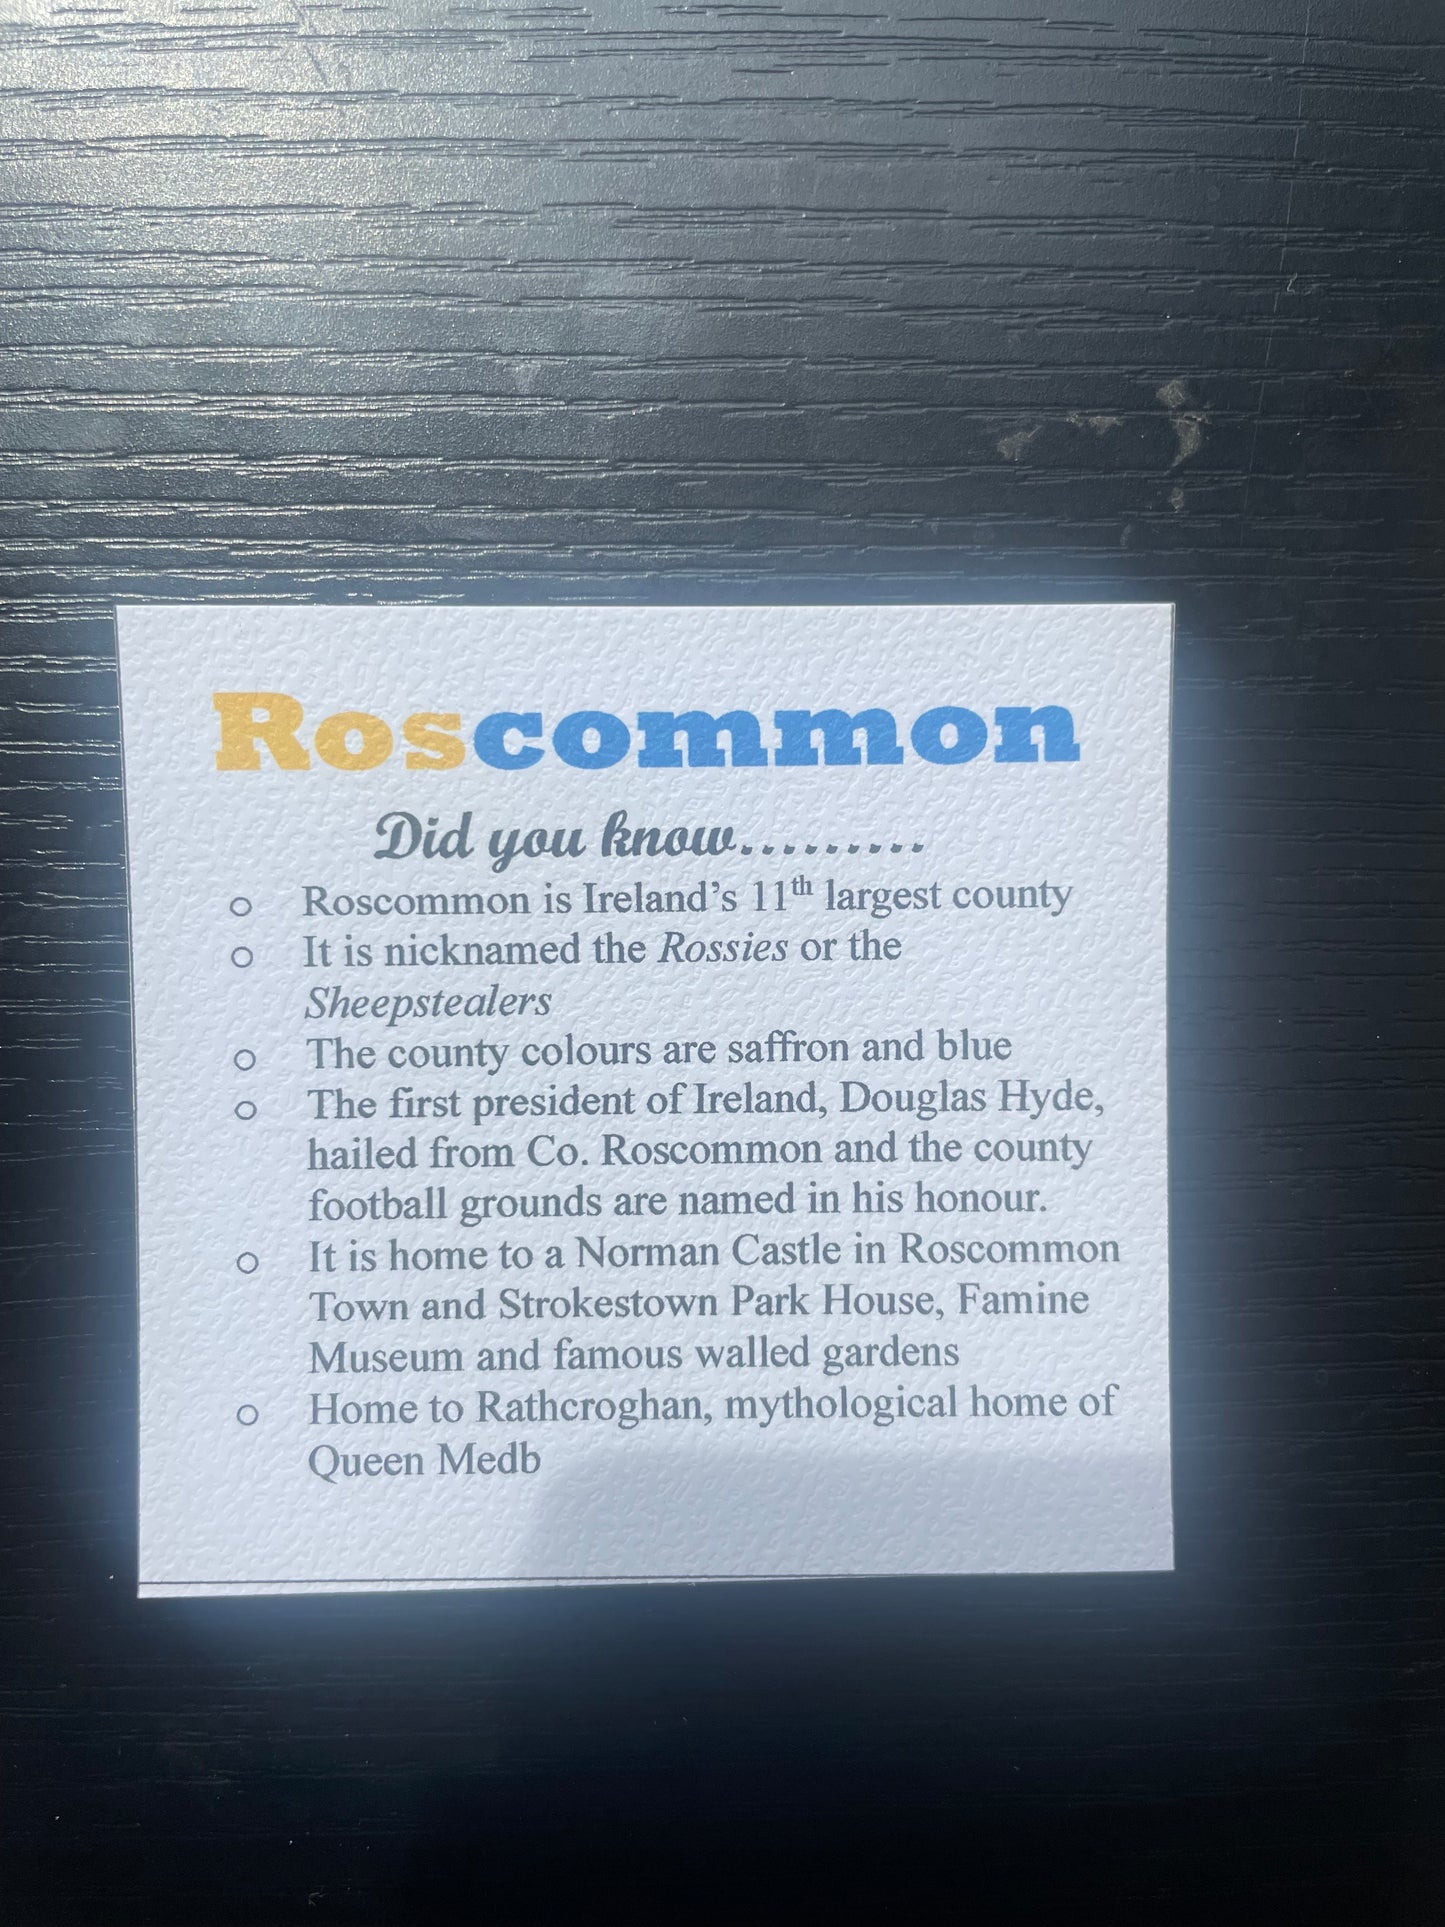 Roscommon
Did you know.........
○ Roscommon is Ireland's 11th largest county
○ It is nicknamed the Rossies or the
Sheepstealers
○ The county colours are saffron and blue
○ The first president of Ireland, Douglas Hyde,
hailed from Co. Roscommon and the county
football grounds are named in his honour.
○ It is home to a Norman Castle in Roscommon
Town and Strokestown Park House, Famine
Museum and famous walled gardens
○ Home to Rathcroghan, mythological home of
Queen Medb